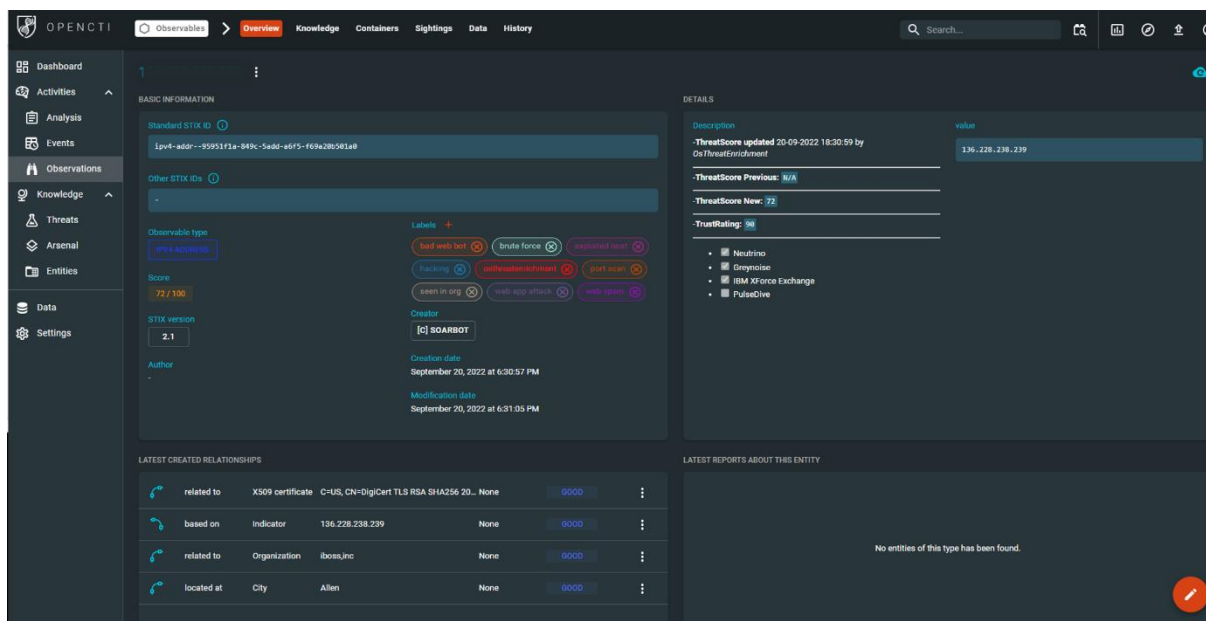 OPENCTI
Observables
Overview Knowledge Containers Sightings Data History
Search...
Dashboard
Activities
Analysis
Events
Observations
Knowledge
Threats
Arsenal
Entities
Data
Settings
1
BASIC INFORMATION
Standard STIX ID
ipv4-addr--95951f1a-849c-5add-a6f5-f69a20b501a0
Other STIX IDs
-
Observable type
IPV4 ADDRESS
Score
72 / 100
STIX version
2.1
Author
-
Labels +
bad web bot brute force
hacking port scan
seen in org web app attack web spam
Creator
[C] SOARBOT
Creation date
September 20, 2022 at 6:30:57 PM
Modification date
September 20, 2022 at 6:31:05 PM
DETAILS
Description
-ThreatScore updated 20-09-2022 18:30:59 by
OsThreatEnrichment
-ThreatScore Previous: N/A
-ThreatScore New: 72
-TrustRating: 90
Neutrino
Greynoise
IBM XForce Exchange
PulseDive
value
136.228.238.239
LATEST CREATED RELATIONSHIPS
related to X509 certificate C=US, CN=DigiCert TLS RSA SHA256 20... None GOOD
based on Indicator 136.228.238.239 None GOOD
related to Organization iboss,inc None GOOD
located at City Allen None GOOD
LATEST REPORTS ABOUT THIS ENTITY
No entities of this type has been found.